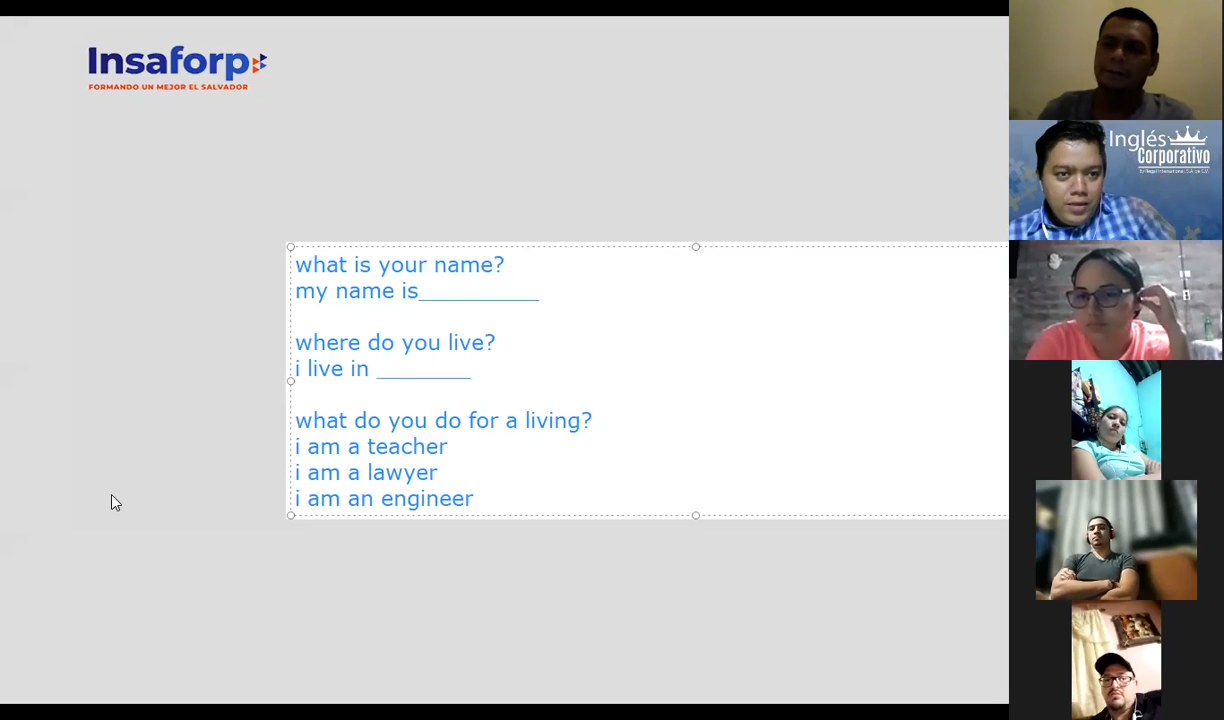 Insaforp
FORMANDO UN MEJOR EL SALVADOR
what is your name?
my name is__________
where do you live?
i live in ________
what do you do for a living?
i am a teacher
i am a lawyer
i am an engineer
Inglés
Corporativo